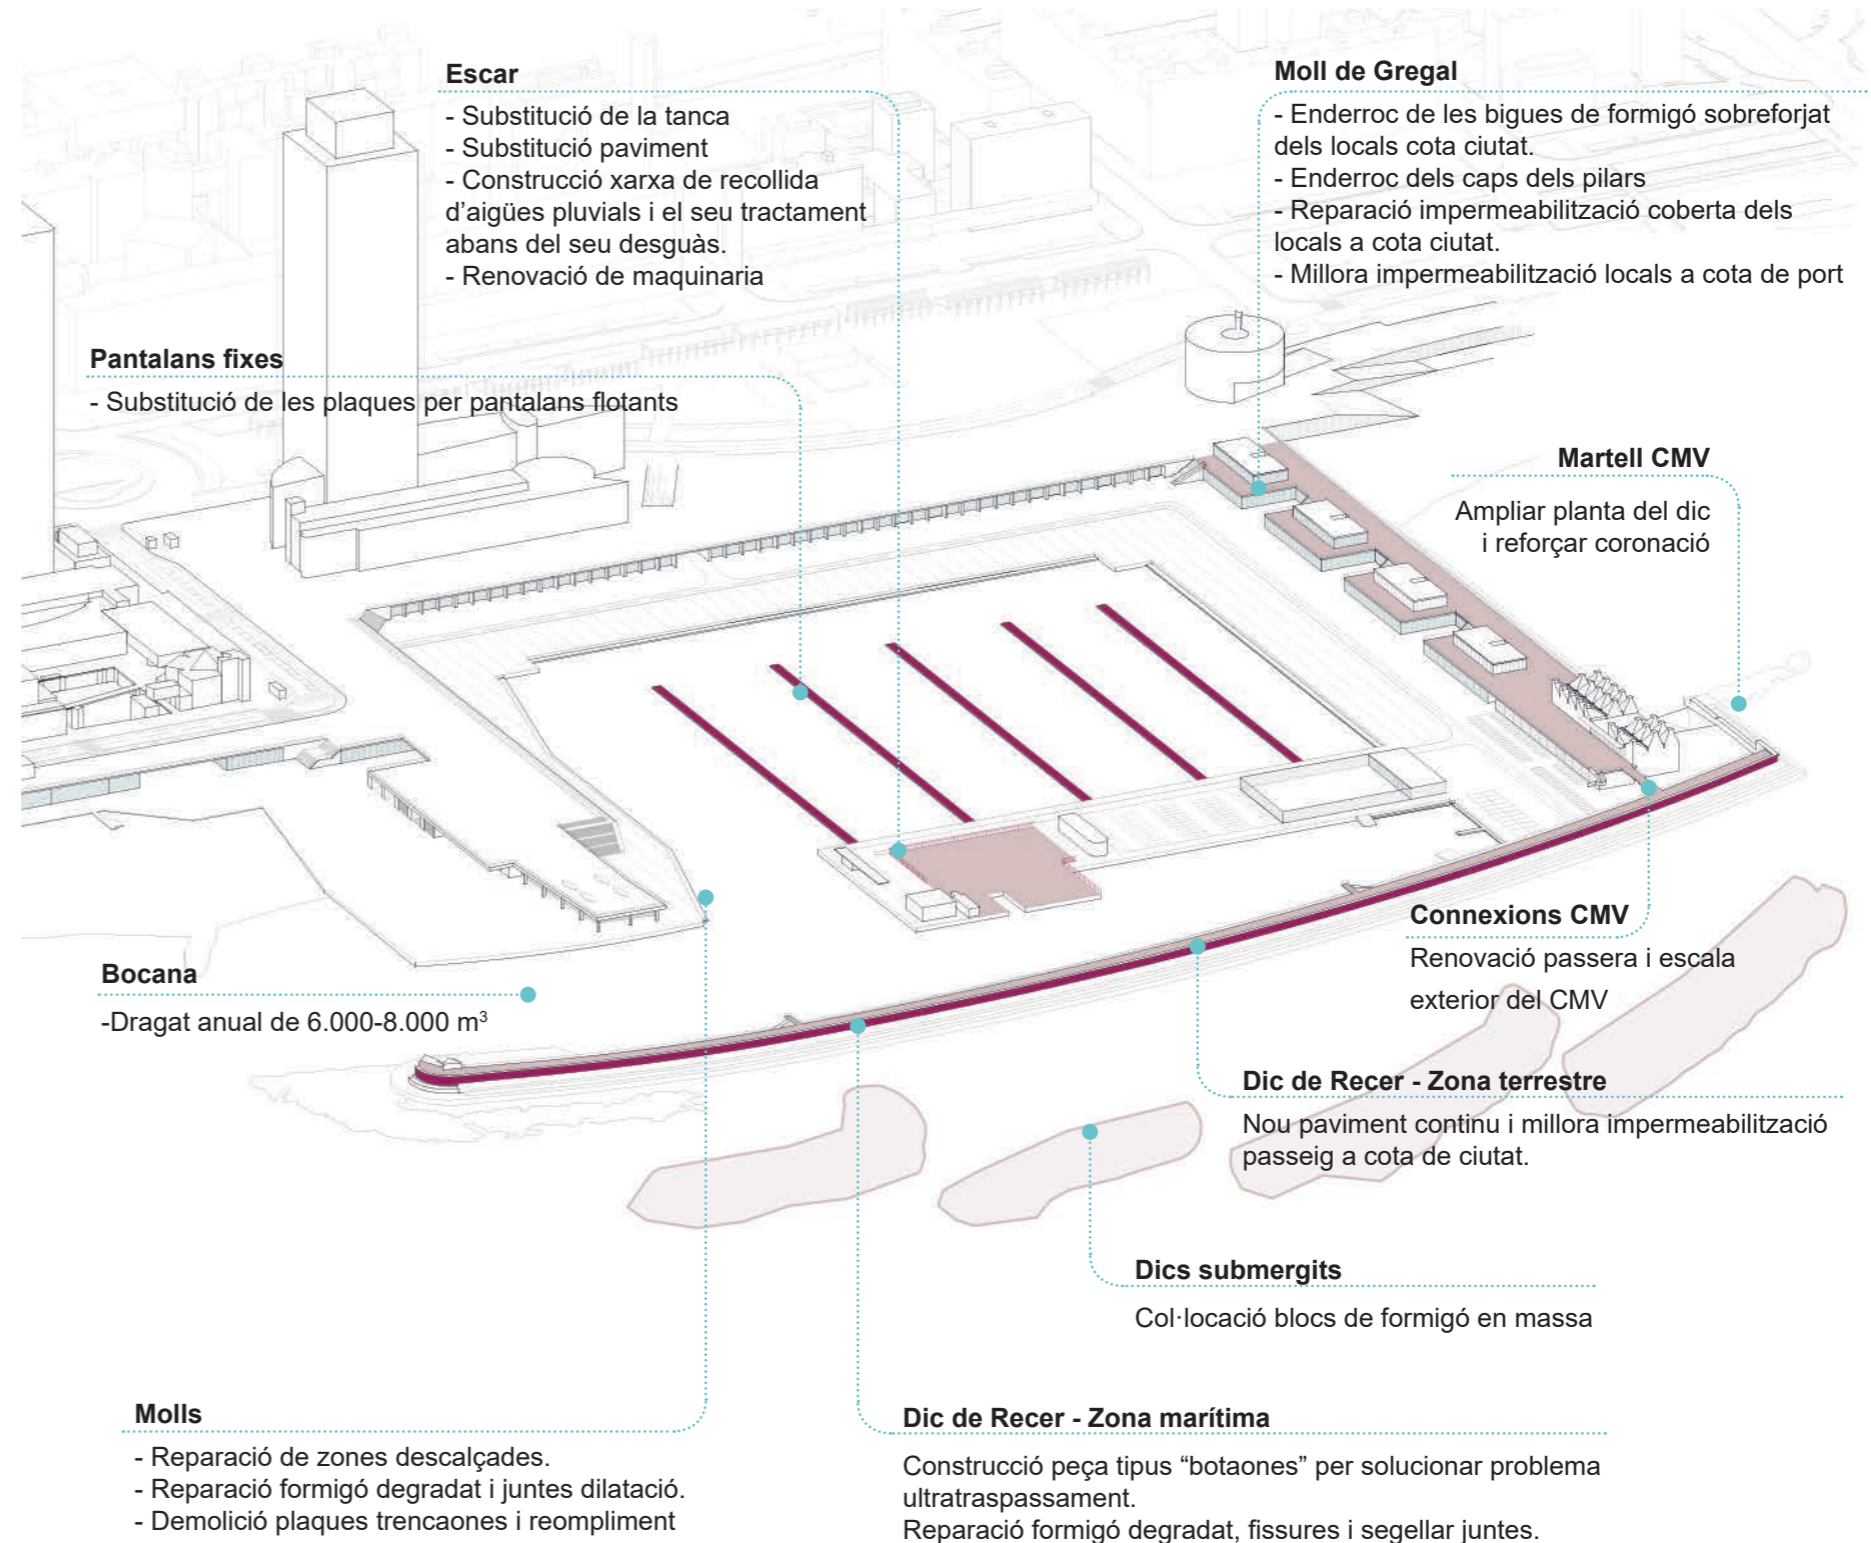 Escar
- Substitució de la tanca
- Substitució paviment
- Construcció xarxa de recollida
d’aigües pluvials i el seu tractament
abans del seu desguàs.
- Renovació de maquinaria
Moll de Gregal
- Enderroc de les bigues de formigó sobreforjat
dels locals cota ciutat.
- Enderroc dels caps dels pilars
- Reparació impermeabilització coberta dels
locals a cota ciutat.
- Millora impermeabilització locals a cota de port
Pantalans fixes
- Substitució de les plaques per pantalans flotants
Martell CMV
Ampliar planta del dic
i reforçar coronació
Connexions CMV
Renovació passera i escala
exterior del CMV
Bocana
-Dragat anual de 6.000-8.000 m³
Dic de Recer - Zona terrestre
Nou paviment continu i millora impermeabilització
passeig a cota de ciutat.
Dics submergits
Col·locació blocs de formigó en massa
Molls
- Reparació de zones descalçades.
- Reparació formigó degradat i juntes dilatació.
- Demolició plaques trencaones i reompliment
Dic de Recer - Zona marítima
Construcció peça tipus “botaones” per solucionar problema
ultratraspassament.
Reparació formigó degradat, fissures i segellar juntes.